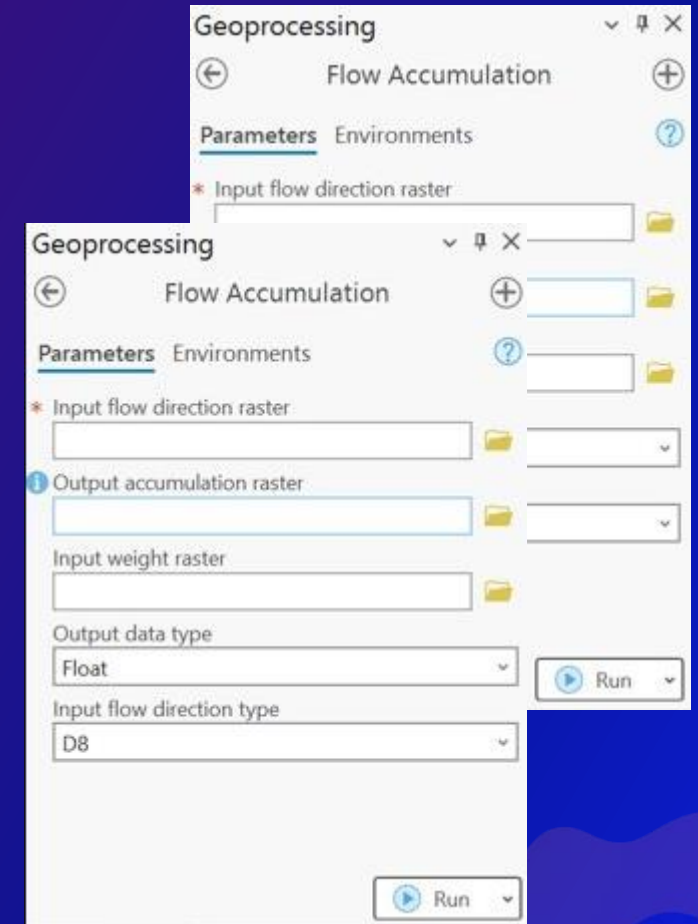 Geoprocessing
Flow Accumulation
Parameters Environments
* Input flow direction raster
Run
Geoprocessing
Flow Accumulation
Parameters Environments
* Input flow direction raster
Output accumulation raster
Input weight raster
Output data type
Float
Input flow direction type
D8
Run